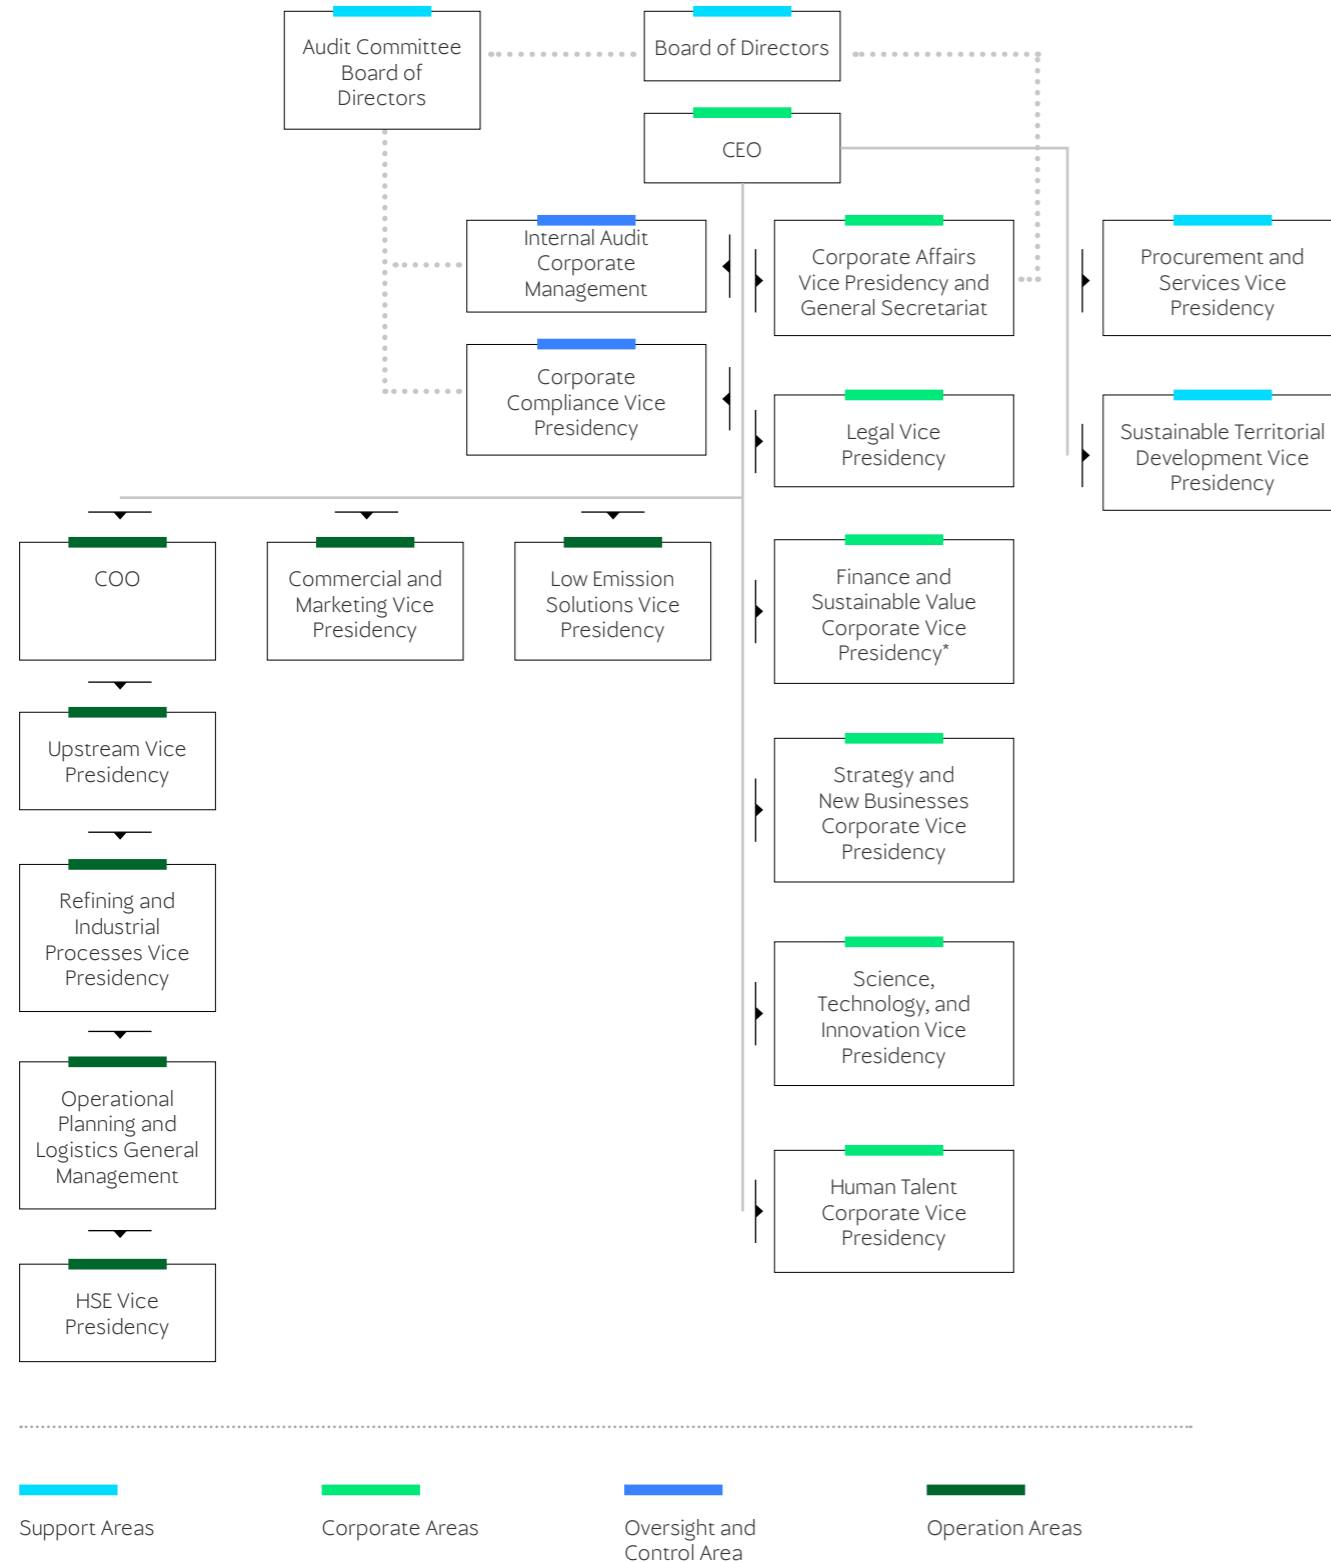 Audit Committee
Board of
Directors
Board of Directors
CEO
Internal Audit
Corporate
Management
Corporate Affairs
Vice Presidency and
General Secretariat
Procurement and
Services Vice
Presidency
Corporate
Compliance Vice
Presidency
Legal Vice
Presidency
Sustainable Territorial
Development Vice
Presidency
COO
Commercial and
Marketing Vice
Presidency
Low Emission
Solutions Vice
Presidency
Finance and
Sustainable Value
Corporate Vice
Presidency*
Upstream Vice
Presidency
Strategy and
New Businesses
Corporate Vice
Presidency
Refining and
Industrial
Processes Vice
Presidency
Science,
Technology, and
Innovation Vice
Presidency
Operational
Planning and
Logistics General
Management
Human Talent
Corporate Vice
Presidency
HSE Vice
Presidency
Support Areas
Corporate Areas
Oversight and
Control Area
Operation Areas